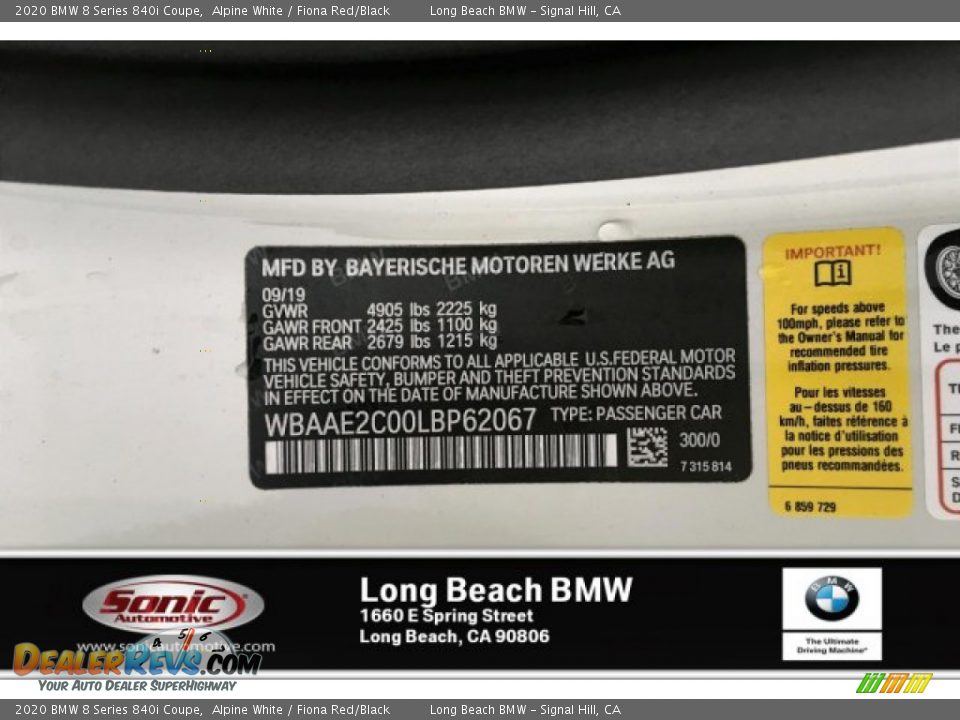 2020 BMW 8 Series 840i Coupe,  Alpine White / Fiona Red/Black  Long Beach BMW - Signal Hill, CA
MFD BY BAYERISCHE MOTOREN WERKE AG
09/19
GVWR 4905 lbs 2225 kg
GAWR FRONT 2425 lbs 1100 kg
GAWR REAR 2679 lbs 1215 kg
THIS VEHICLE CONFORMS TO ALL APPLICABLE U.S.FEDERAL MOTOR
VEHICLE SAFETY, BUMPER AND THEFT PREVENTION STANDARDS
IN EFFECT ON THE DATE OF MANUFACTURE SHOWN ABOVE.
WBAAE2C00LBP62067 TYPE: PASSENGER CAR
300/0
7 315 814
IMPORTANT!
For speeds above
100mph, please refer to
the Owner's Manual for
recommended tire
inflation pressures.
Pour les vitesses
au-dessus de 160
km/h, faites référence à
la notice d'utilisation
pour les pressions des
pneus recommandées.
6 859 729
The
Le p
Sonic
Automotive
www.sonicautomotive.com
Long Beach BMW
1660 E Spring Street
Long Beach, CA 90806
BMW
The Ultimate
Driving Machine®
4 5 6
DealerRevs.com
Your Auto Dealer SuperHighway
2020 BMW 8 Series 840i Coupe,  Alpine White / Fiona Red/Black  Long Beach BMW - Signal Hill, CA